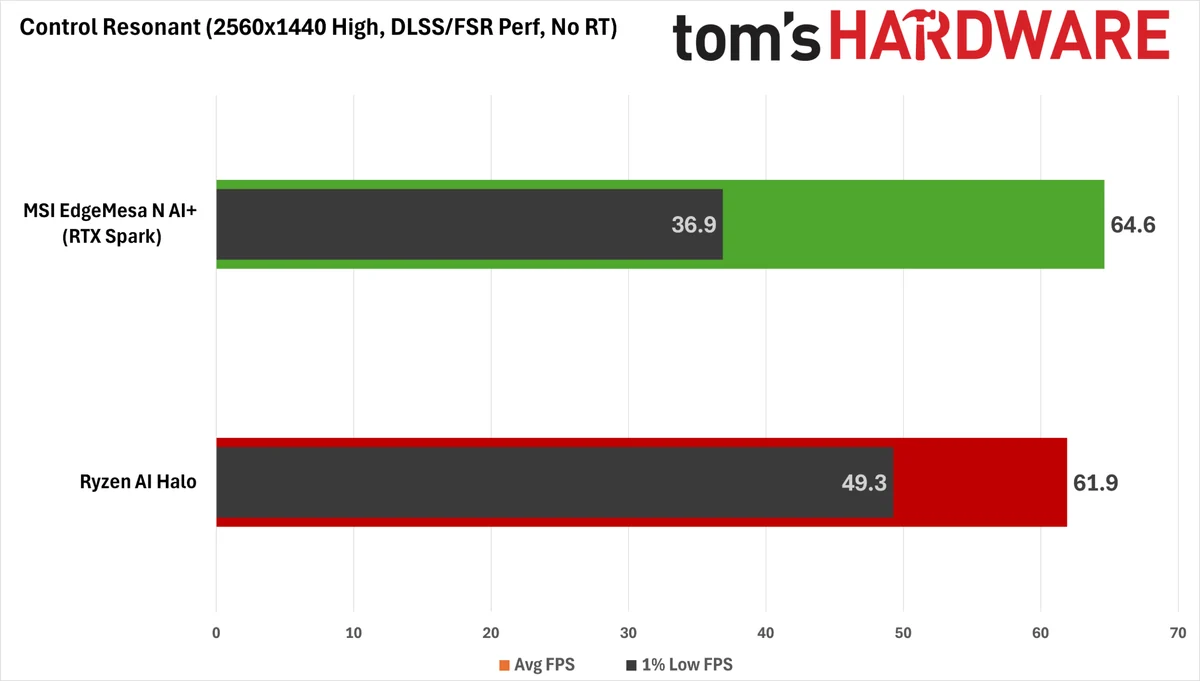 Control Resonant (2560x1440 High, DLSS/FSR Perf, No RT)
tom's HARDWARE
MSI EdgeMesa N AI+
(RTX Spark)
36.9
64.6
Ryzen AI Halo
49.3
61.9
0 10 20 30 40 50 60 70
Avg FPS 1% Low FPS